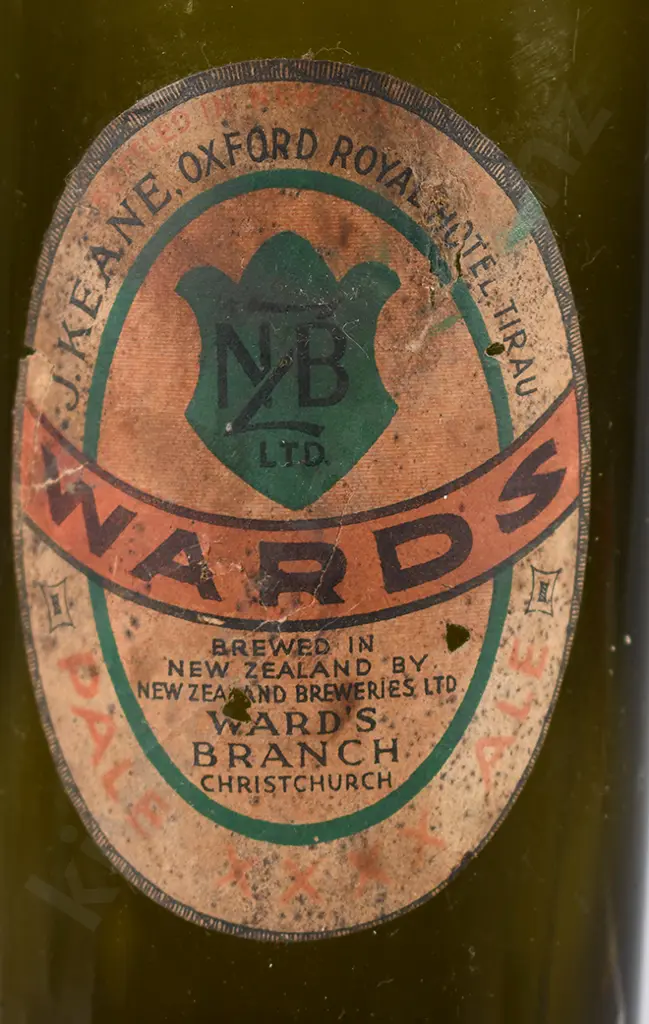 J. KEANE, OXFORD ROYAL HOTEL, TIRAU
NZB
LTD.
WARDS
BREWED IN
NEW ZEALAND BY
NEW ZEALAND BREWERIES LTD
WARD'S
BRANCH
CHRISTCHURCH
PALE XXXX ALE